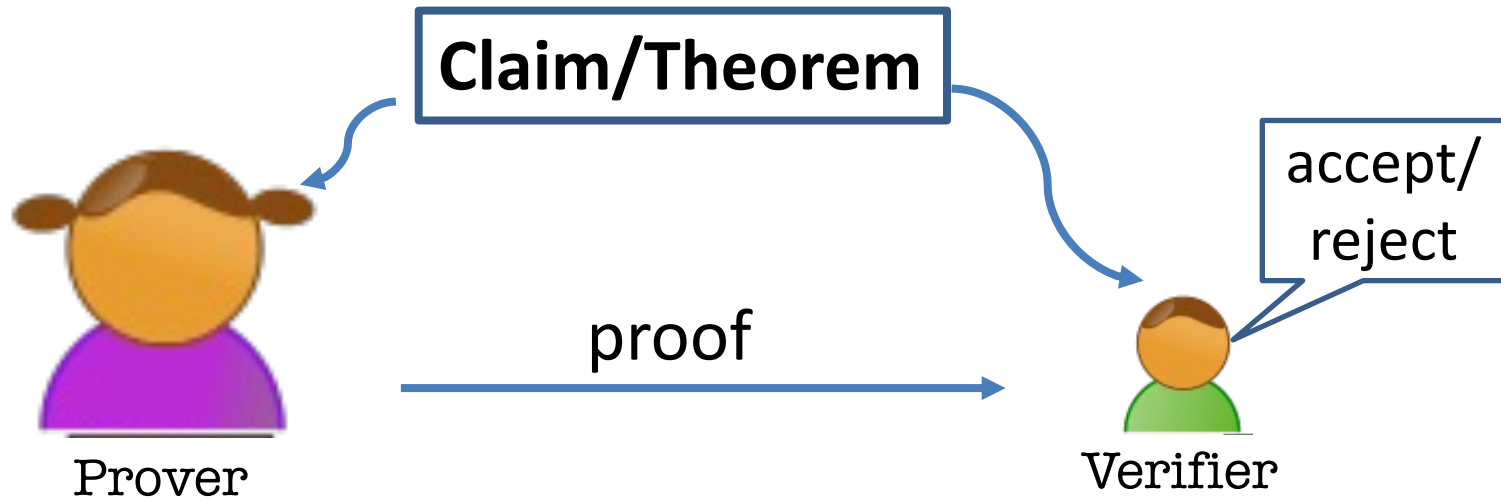 Claim/Theorem
accept/
reject
proof
Prover
Verifier